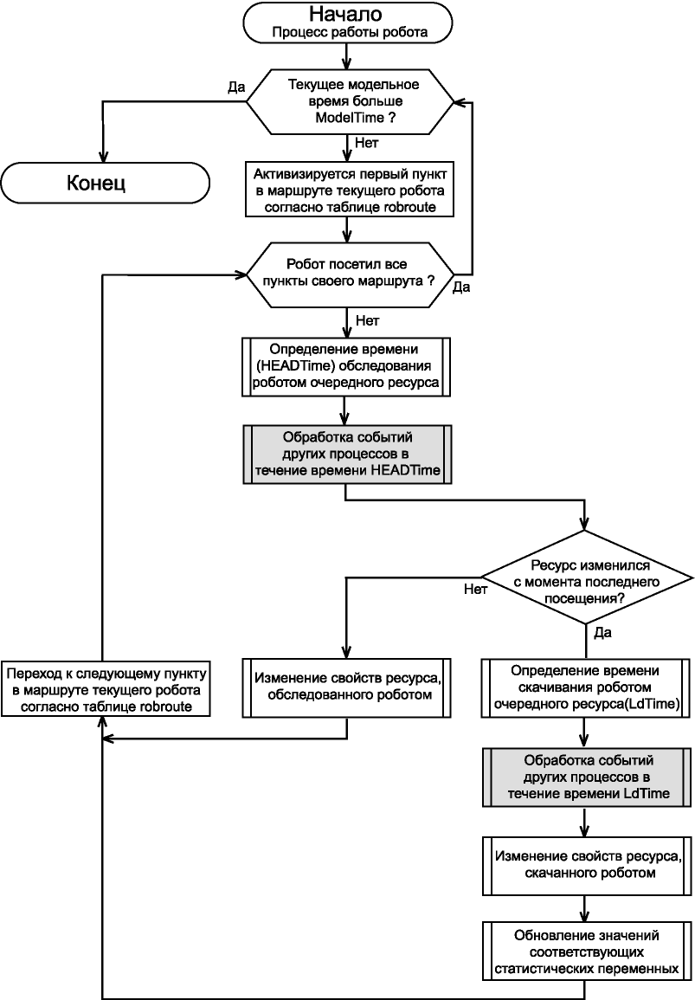 Начало
Процесс работы робота
Текущее модельное
время больше
ModelTime ?
Да
Нет
Конец
Активизируется первый пункт
в маршруте текущего робота
согласно таблице robroute
Робот посетил все
пункты своего маршрута ?
Да
Нет
Определение времени
(HEADTime) обследования
роботом очередного ресурса
Обработка событий
других процессов в
течение времени HEADTime
Ресурс изменился
с момента последнего
посещения?
Нет
Да
Переход к следующему пункту
в маршруте текущего робота
согласно таблице robroute
Изменение свойств ресурса,
обследованного роботом
Определение времени
скачивания роботом
очередного ресурса(LdTime)
Обработка событий
других процессов в
течение времени LdTime
Изменение свойств ресурса,
скачанного роботом
Обновление значений
соответствующих
статистических переменных